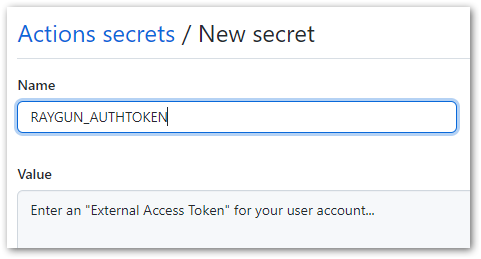 Actions secrets / New secret
Name
RAYGUN_AUTHTOKEN
Value
Enter an "External Access Token" for your user account...